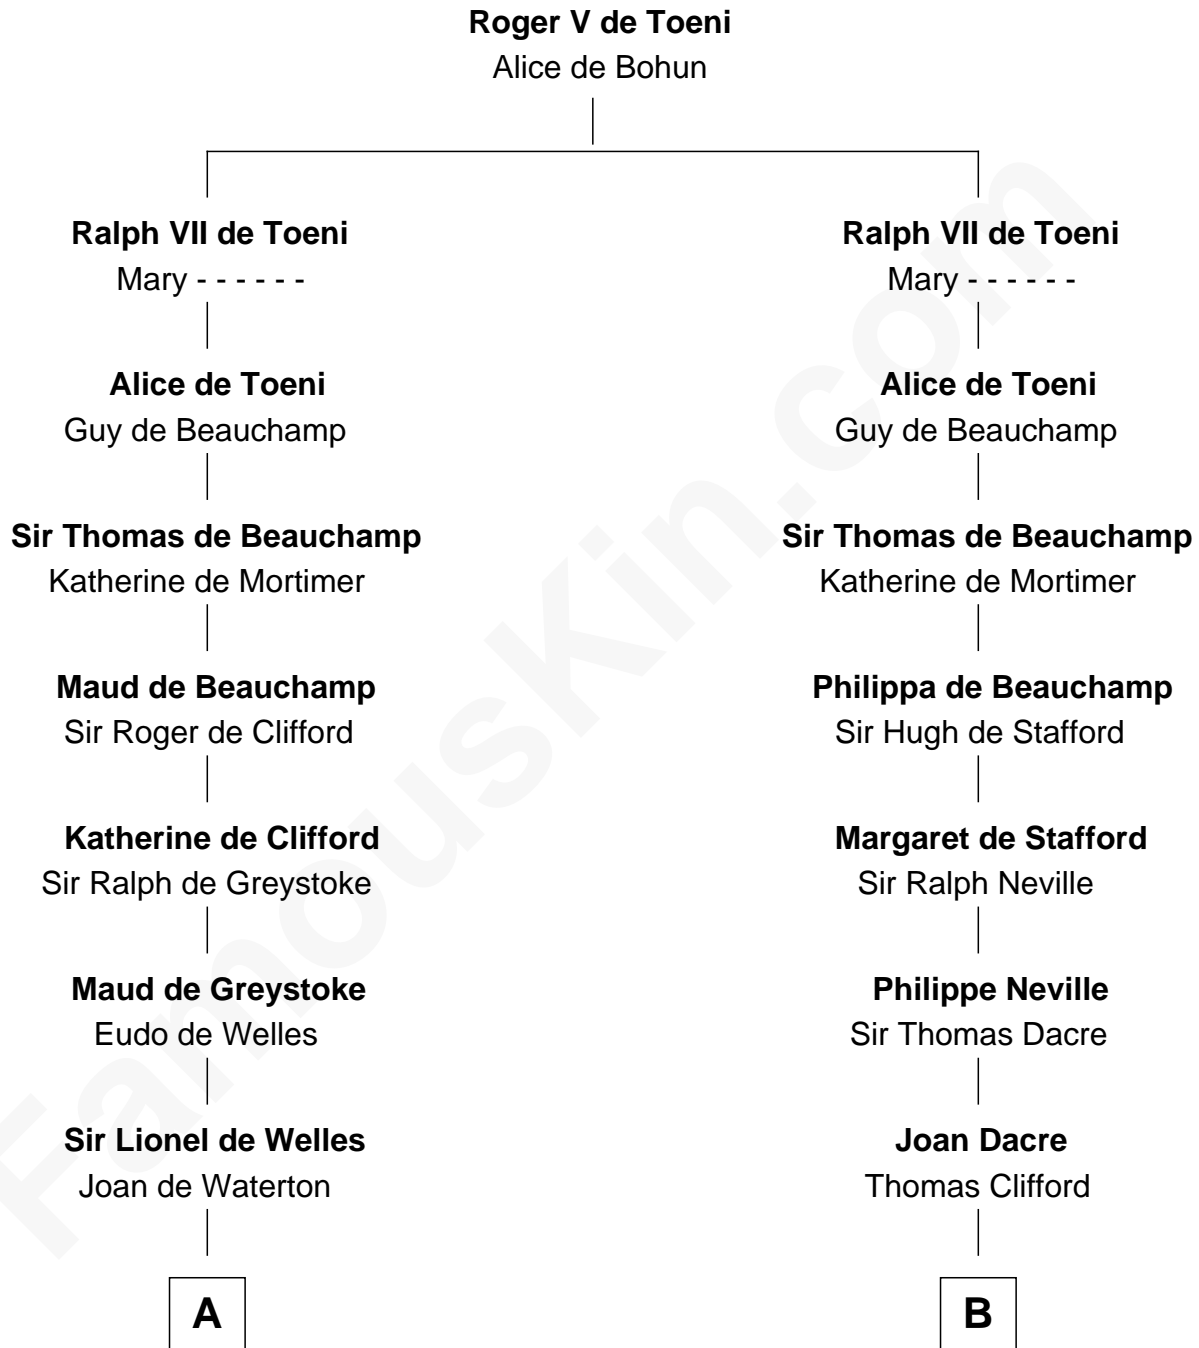 Roger V de Toeni
Alice de Bohun
Ralph VII de Toeni
Mary - - - - - -
Ralph VII de Toeni
Mary - - - - - -
Alice de Toeni
Guy de Beauchamp
Alice de Toeni
Guy de Beauchamp
Sir Thomas de Beauchamp
Katherine de Mortimer
Sir Thomas de Beauchamp
Katherine de Mortimer
Maud de Beauchamp
Sir Roger de Clifford
Philippa de Beauchamp
Sir Hugh de Stafford
Katherine de Clifford
Sir Ralph de Greystoke
Margaret de Stafford
Sir Ralph Neville
Maud de Greystoke
Eudo de Welles
Philippe Neville
Sir Thomas Dacre
Sir Lionel de Welles
Joan de Waterton
Joan Dacre
Thomas Clifford
A
B
FamousKin.com